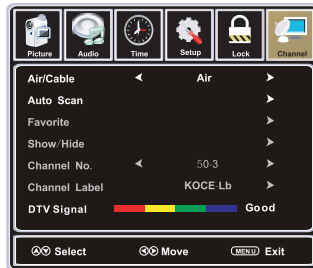 Picture Audio Time Setup Lock Channel
Air/Cable Air
Auto Scan
Favorite
Show/Hide
Channel No. 50-3
Channel Label KOCE-Lb
DTV Signal Good
Select Move MENU Exit